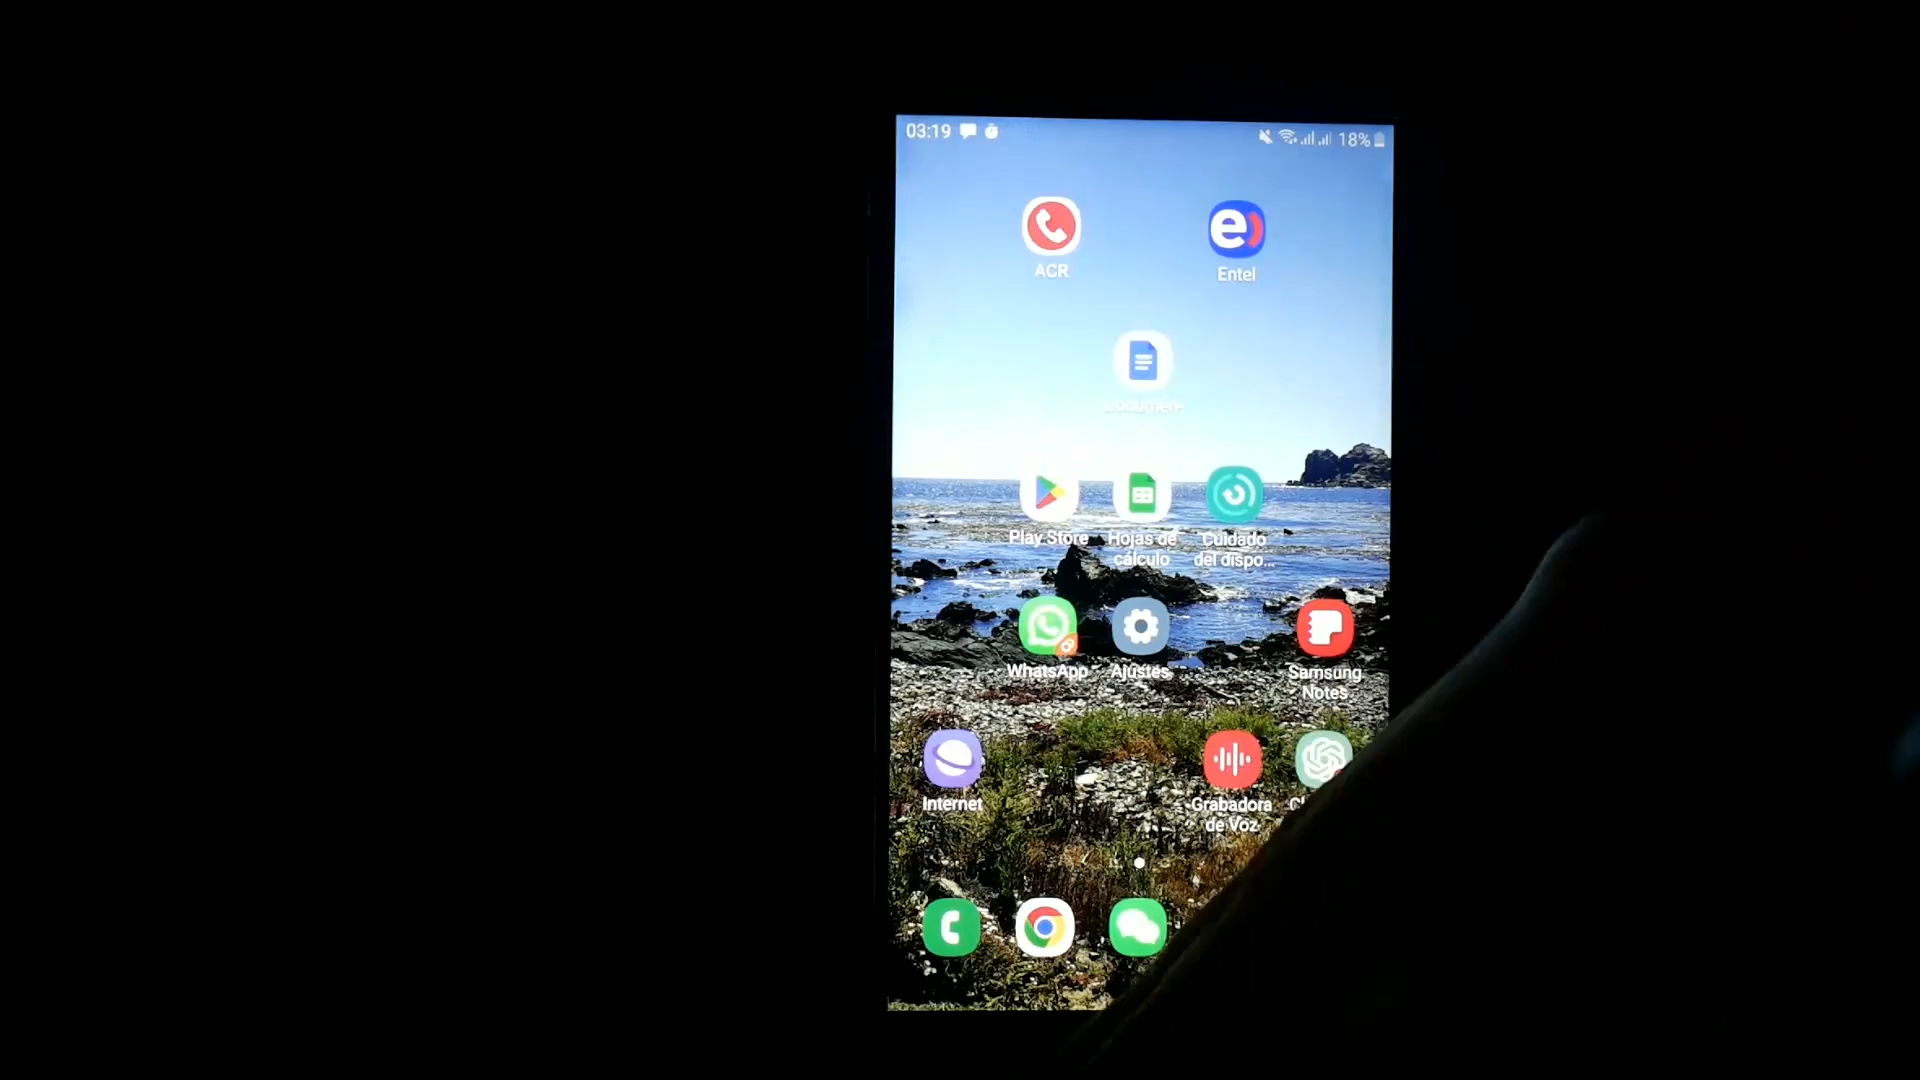 03:19
18%
ACR
Entel
Documen-
Play Store
Hojas de
cálculo
Cuidado
del dispo...
WhatsApp
Ajustes
Samsung
Notes
Internet
Grabadora
de Voz